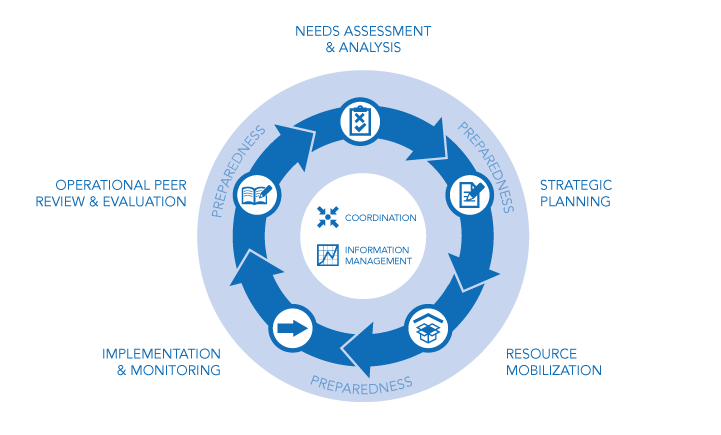 NEEDS ASSESSMENT
& ANALYSIS
PREPAREDNESS
PREPAREDNESS
OPERATIONAL PEER
REVIEW & EVALUATION
STRATEGIC
PLANNING
COORDINATION
INFORMATION
MANAGEMENT
IMPLEMENTATION
& MONITORING
RESOURCE
MOBILIZATION
PREPAREDNESS